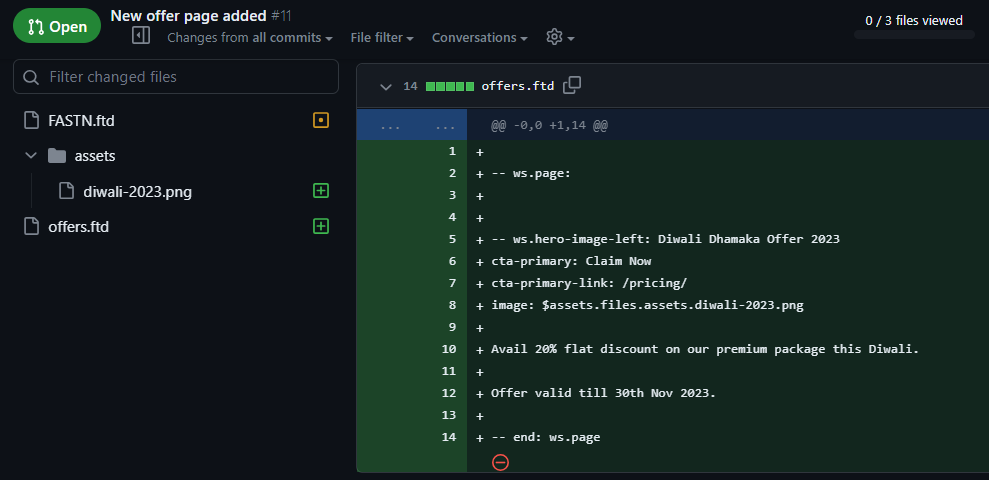 Open
New offer page added #11
Changes from all commits
File filter
Conversations
0 / 3 files viewed
Filter changed files
FASTN.ftd
assets
diwali-2023.png
offers.ftd
14 offers.ftd
... ... @@ -0,0 +1,14 @@
1 +
2 + -- ws.page:
3 +
4 +
5 + -- ws.hero-image-left: Diwali Dhamaka Offer 2023
6 + cta-primary: Claim Now
7 + cta-primary-link: /pricing/
8 + image: $assets.files.assets.diwali-2023.png
9 +
10 + Avail 20% flat discount on our premium package this Diwali.
11 +
12 + Offer valid till 30th Nov 2023.
13 +
14 + -- end: ws.page